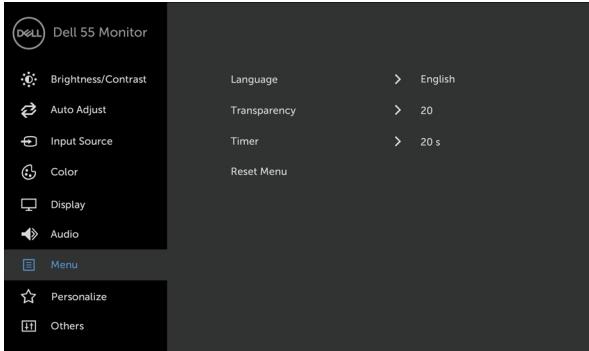 DELL Dell 55 Monitor
Brightness/Contrast
Auto Adjust
Input Source
Color
Display
Audio
Menu
Personalize
Others
Language English
Transparency 20
Timer 20 s
Reset Menu